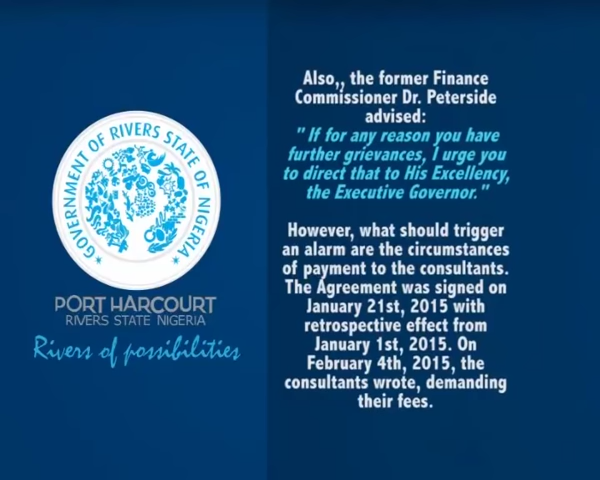 GOVERNMENT OF RIVERS STATE OF NIGERIA
PORT HARCOURT
RIVERS STATE NIGERIA
Rivers of possibilities
Also,, the former Finance
Commissioner Dr. Peterside
advised:
"If for any reason you have
further grievances, I urge you
to direct that to His Excellency,
the Executive Governor."
However, what should trigger
an alarm are the circumstances
of payment to the consultants.
The Agreement was signed on
January 21st, 2015 with
retrospective effect from
January 1st, 2015. On
February 4th, 2015, the
consultants wrote, demanding
their fees.